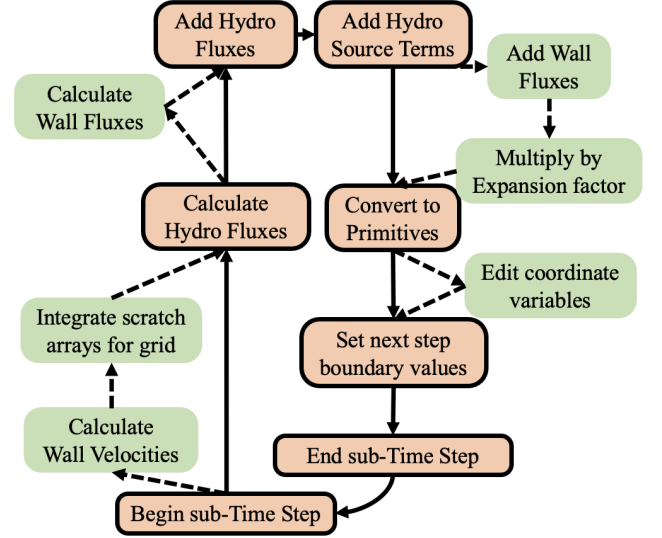 Add Hydro
Fluxes
Add Hydro
Source Terms
Add Wall
Fluxes
Calculate
Wall Fluxes
Multiply by
Expansion factor
Calculate
Hydro Fluxes
Convert to
Primitives
Edit coordinate
variables
Integrate scratch
arrays for grid
Set next step
boundary values
Calculate
Wall Velocities
End sub-Time Step
Begin sub-Time Step